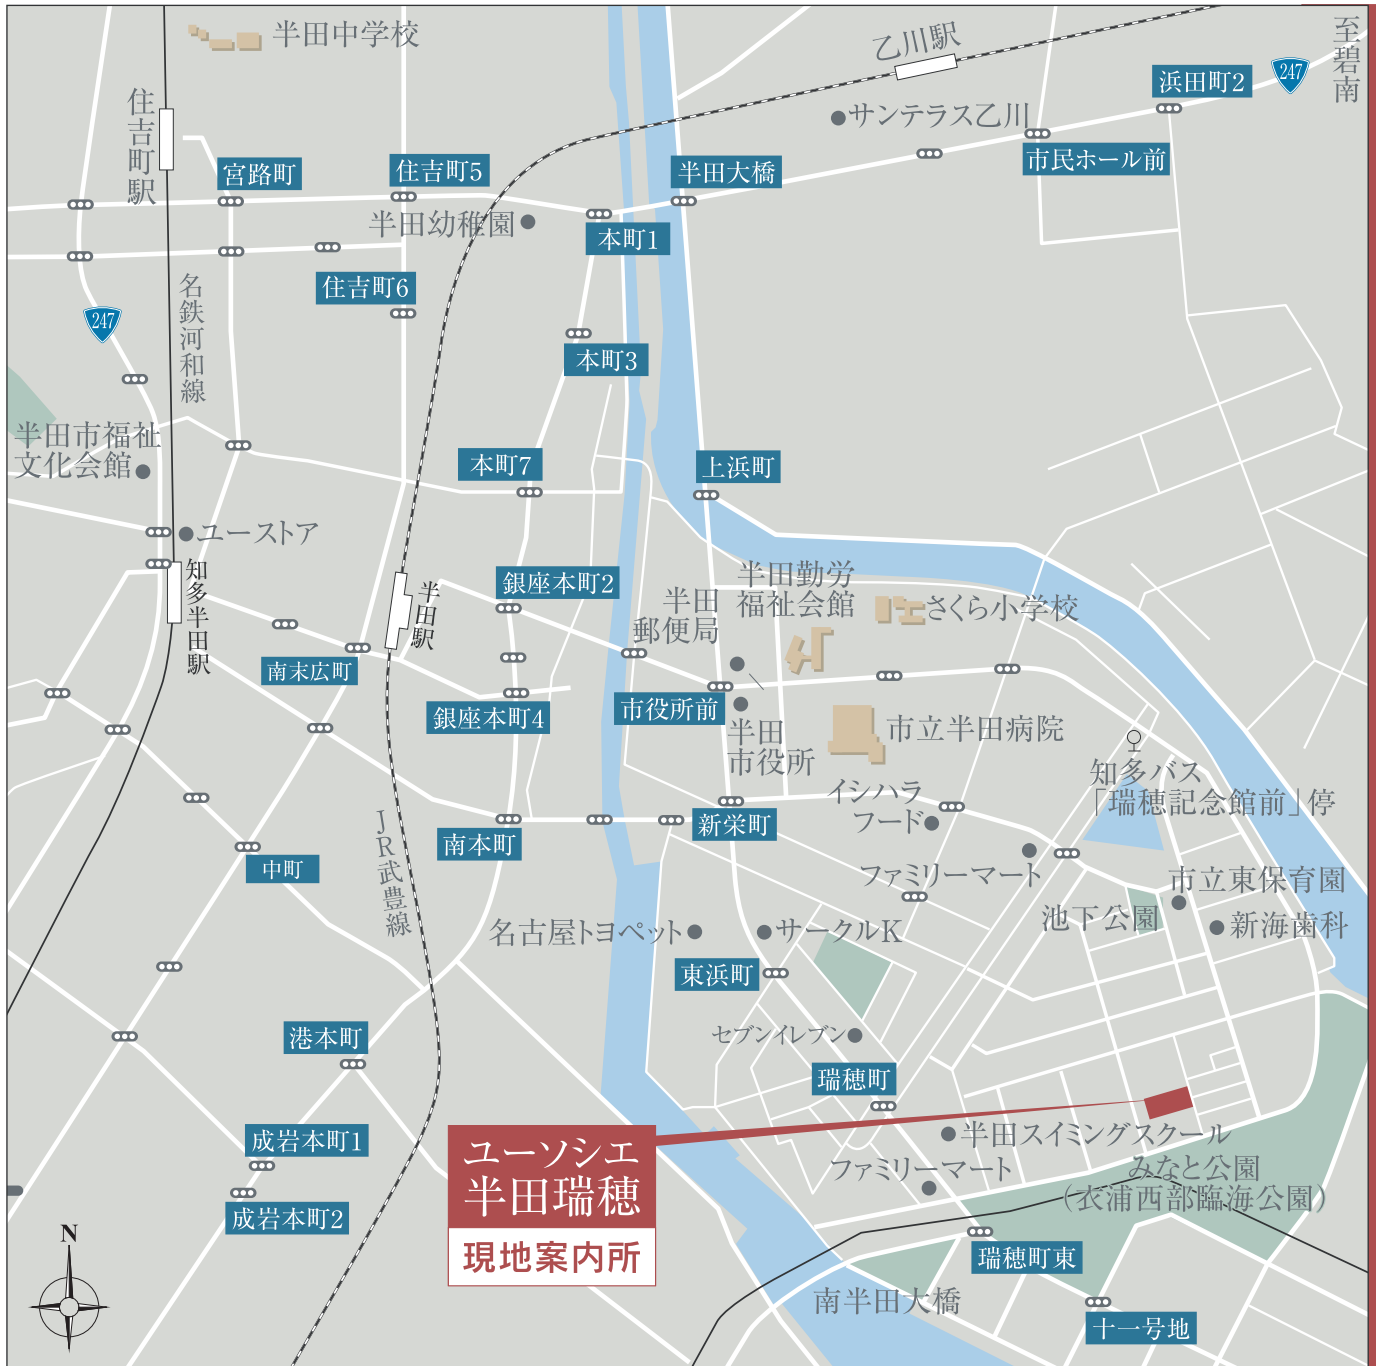 半田中学校
乙川駅
至碧南
247
浜田町2
サンテラス乙川
市民ホール前
住吉町駅
宮路町
住吉町5
半田大橋
半田幼稚園
本町1
住吉町6
名鉄河和線
247
本町3
半田市福祉
文化会館
本町7
上浜町
ユーストア
知多半田駅
半田駅
銀座本町2
半田
郵便局
半田勤労
福祉会館
さくら小学校
南末広町
銀座本町4
市役所前
半田
市役所
市立半田病院
知多バス
「瑞穂記念館前」停
イシハラ
フード
JR武豊線
南本町
新栄町
中町
ファミリーマート
市立東保育園
池下公園
新海歯科
名古屋トヨペット
サークルK
東浜町
セブンイレブン
港本町
瑞穂町
成岩本町1
ユーソシエ
半田瑞穂
現地案内所
半田スイミングスクール
ファミリーマート
みなと公園
(衣浦西部臨海公園)
成岩本町2
N
瑞穂町東
南半田大橋
十一号地